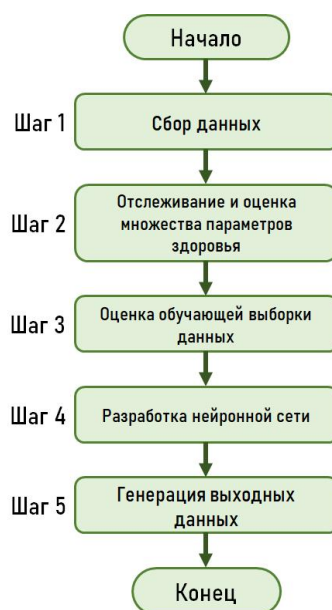 Начало
Шаг 1
Сбор данных
Шаг 2
Отслеживание и оценка
множества параметров
здоровья
Шаг 3
Оценка обучающей выборки
данных
Шаг 4
Разработка нейронной сети
Шаг 5
Генерация выходных
данных
Конец